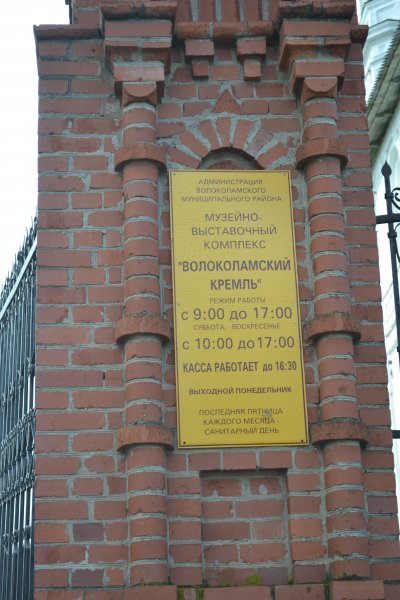 АДМИНИСТРАЦИЯ
ВОЛОКОЛАМСКОГО
МУНИЦИПАЛЬНОГО РАЙОНА
МУЗЕЙНО-
ВЫСТАВОЧНЫЙ
КОМПЛЕКС
"ВОЛОКОЛАМСКИЙ
КРЕМЛЬ"
РЕЖИМ РАБОТЫ
С 9:00 ДО 17:00
СУББОТА, ВОСКРЕСЕНЬЕ
С 10:00 ДО 17:00
КАССА РАБОТАЕТ ДО 16:30
ВЫХОДНОЙ ПОНЕДЕЛЬНИК
ПОСЛЕДНЯЯ ПЯТНИЦА
КАЖДОГО МЕСЯЦА -
САНИТАРНЫЙ ДЕНЬ